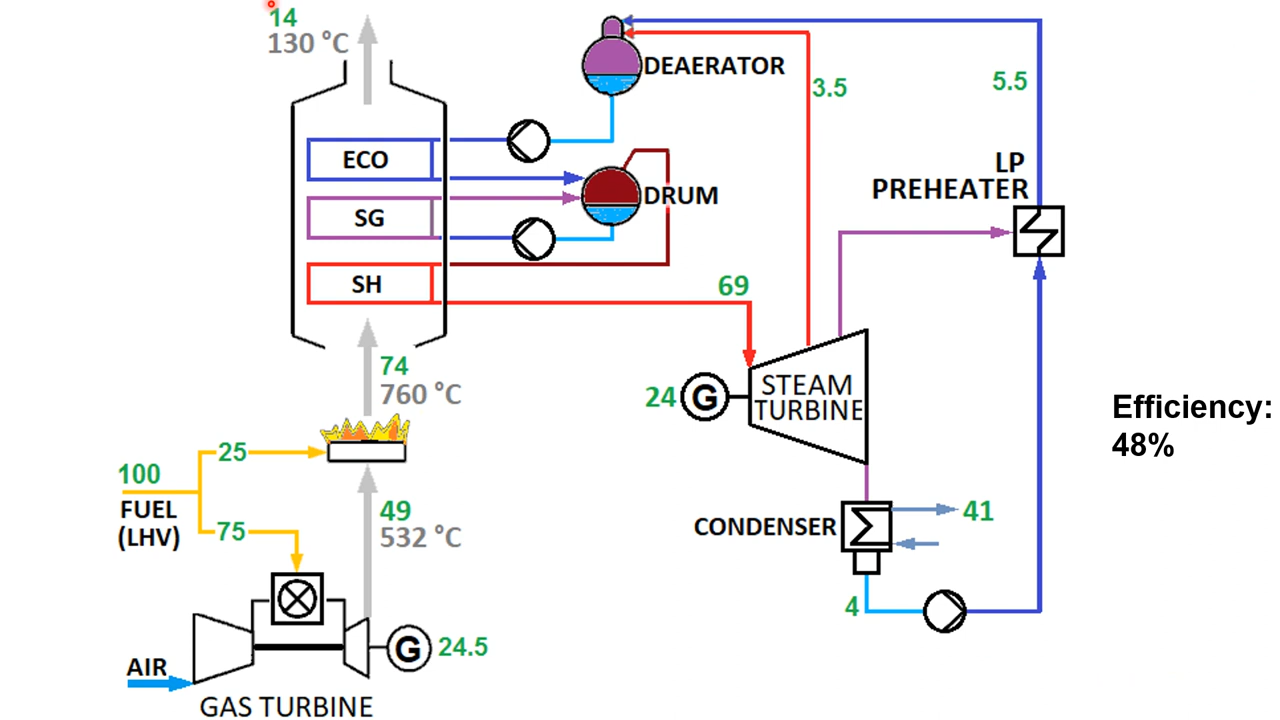 14
130 °C
DEAERATOR
3.5
5.5
ECO
LP
PREHEATER
SG
DRUM
SH
69
74
760 °C
24
G
STEAM
TURBINE
Efficiency:
48%
25
100
FUEL
(LHV)
75
49
532 °C
CONDENSER
41
4
G
24.5
AIR
GAS TURBINE